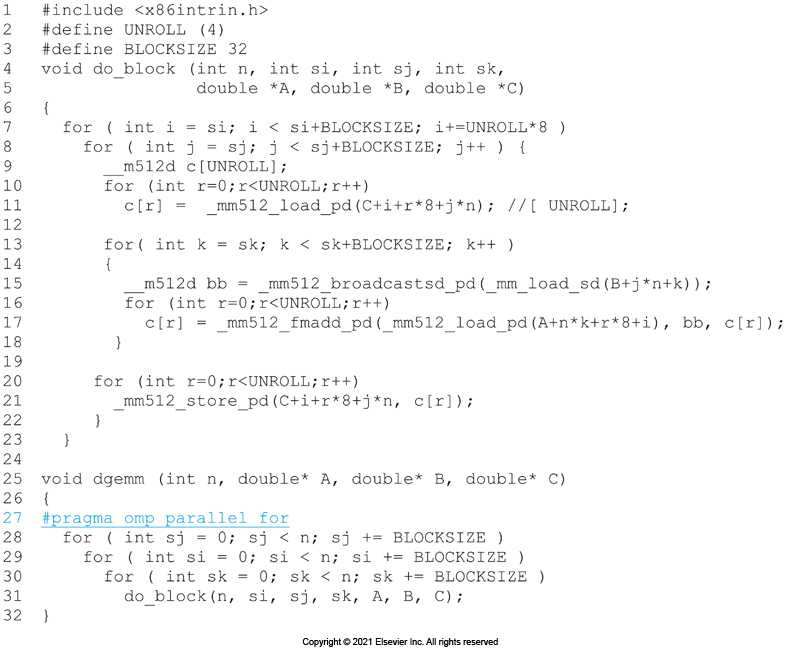 1 #include <x86intrin.h>
2 #define UNROLL (4)
3 #define BLOCKSIZE 32
4 void do_block (int n, int si, int sj, int sk,
5 double *A, double *B, double *C)
6 {
7 for ( int i = si; i < si+BLOCKSIZE; i+=UNROLL*8 )
8 for ( int j = sj; j < sj+BLOCKSIZE; j++ ) {
9 __m512d c[UNROLL];
10 for (int r=0;r<UNROLL;r++)
11 c[r] = _mm512_load_pd(C+i+r*8+j*n); //[ UNROLL];
12
13 for( int k = sk; k < sk+BLOCKSIZE; k++ )
14 {
15 __m512d bb = _mm512_broadcastsd_pd(_mm_load_sd(B+j*n+k));
16 for (int r=0;r<UNROLL;r++)
17 c[r] = _mm512_fmadd_pd(_mm512_load_pd(A+n*k+r*8+i), bb, c[r]);
18 }
19
20 for (int r=0;r<UNROLL;r++)
21 _mm512_store_pd(C+i+r*8+j*n, c[r]);
22 }
23 }
24
25 void dgemm (int n, double* A, double* B, double* C)
26 {
27 #pragma omp parallel for
28 for ( int sj = 0; sj < n; sj += BLOCKSIZE )
29 for ( int si = 0; si < n; si += BLOCKSIZE )
30 for ( int sk = 0; sk < n; sk += BLOCKSIZE )
31 do_block(n, si, sj, sk, A, B, C);
32 }
Copyright © 2021 Elsevier Inc. All rights reserved